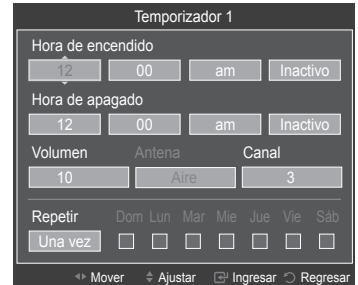 Temporizador 1
Hora de encendido
12 00 am Inactivo
Hora de apagado
12 00 am Inactivo
Volumen Antena Canal
10 Aire 3
Repetir Dom Lun Mar Mie Jue Vie Sáb
Una vez
Mover Ajustar Ingresar Regresar